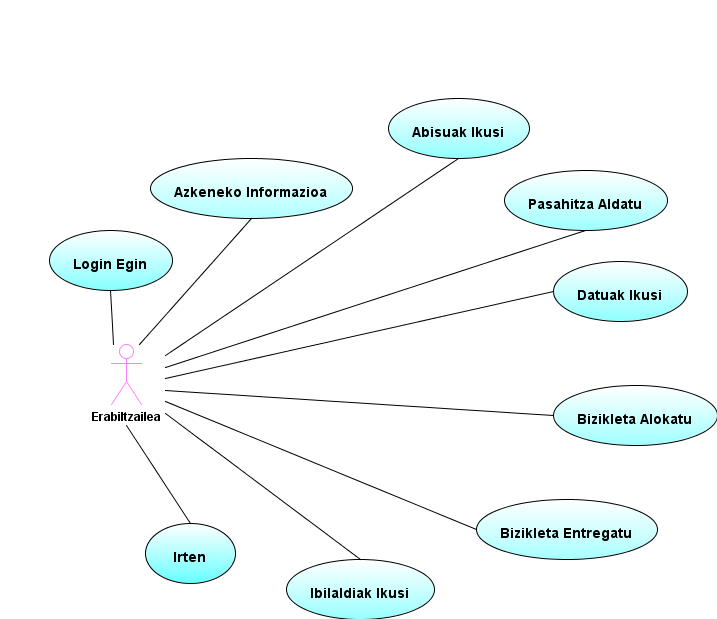 Abisuak Ikusi
Azkeneko Informazioa
Pasahitza Aldatu
Login Egin
Datuak Ikusi
Erabiltzailea
Bizikleta Alokatu
Bizikleta Entregatu
Irten
Ibilaldiak Ikusi